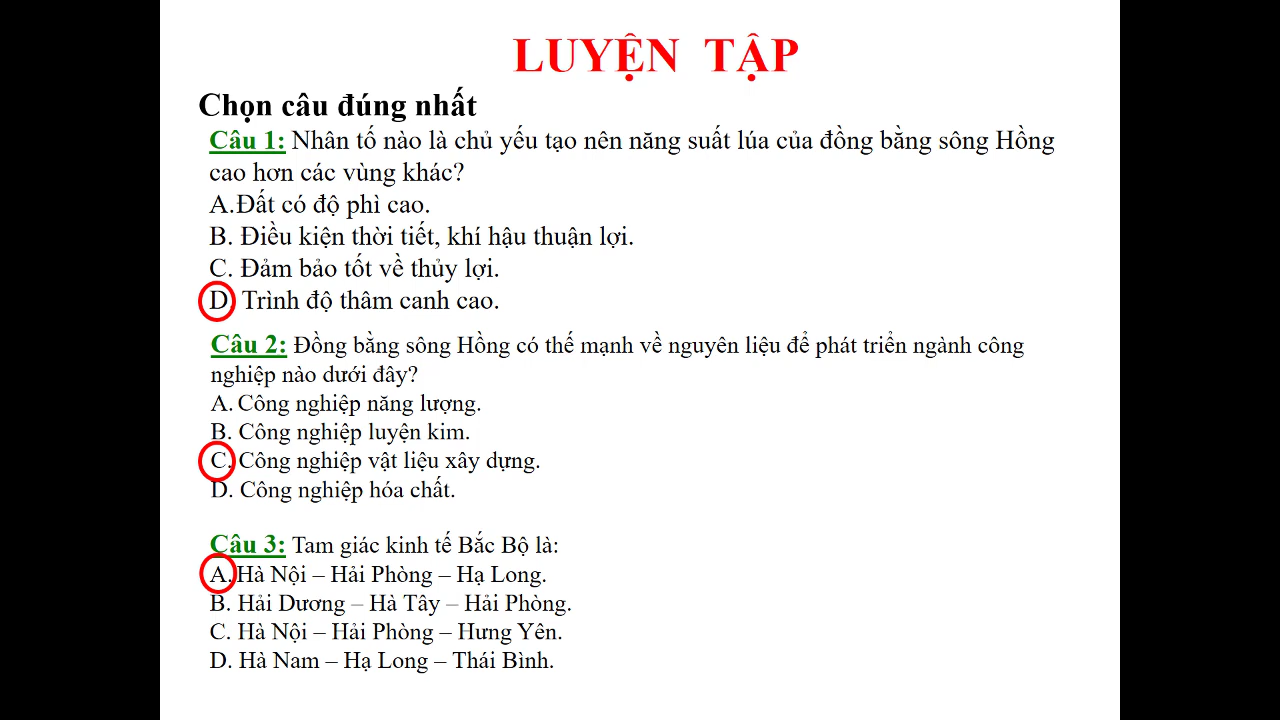 LUYỆN TẬP
Chọn câu đúng nhất
Câu 1: Nhân tố nào là chủ yếu tạo nên năng suất lúa của đồng bằng sông Hồng
cao hơn các vùng khác?
A.Đất có độ phì cao.
B. Điều kiện thời tiết, khí hậu thuận lợi.
C. Đảm bảo tốt về thủy lợi.
D. Trình độ thâm canh cao.
Câu 2: Đồng bằng sông Hồng có thế mạnh về nguyên liệu để phát triển ngành công
nghiệp nào dưới đây?
A. Công nghiệp năng lượng.
B. Công nghiệp luyện kim.
C. Công nghiệp vật liệu xây dựng.
D. Công nghiệp hóa chất.
Câu 3: Tam giác kinh tế Bắc Bộ là:
A. Hà Nội – Hải Phòng – Hạ Long.
B. Hải Dương – Hà Tây – Hải Phòng.
C. Hà Nội – Hải Phòng – Hưng Yên.
D. Hà Nam – Hạ Long – Thái Bình.